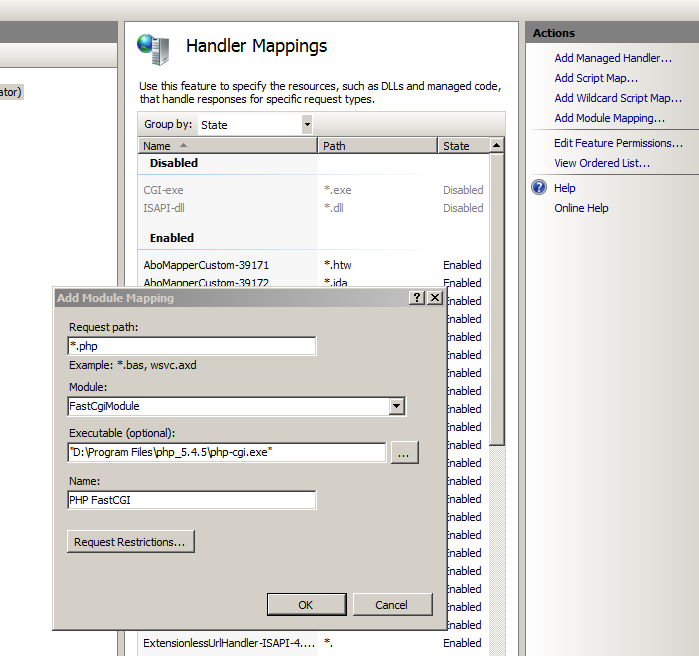 Actions
Handler Mappings
Add Managed Handler...
Add Script Map...
Use this feature to specify the resources, such as DLLs and managed code,
ator)
that handle responses for specific request types.
Add Wildcard Script Map...
Add Module Mapping...
Group by: State
Edit Feature Permissions...
Name Path State
View Ordered List...
Disabled
Help
CGI-exe *.exe Disabled
ISAPI-dll *.dll Disabled
Online Help
Enabled
AboMapperCustom-39171 *.htw Enabled
AboMapperCustom-39172 *.ida Enabled
Add Module Mapping ? X
Enabled
Enabled
Request path:
Enabled
*.php
Enabled
Example: *.bas, wsvc.axd
Enabled
Module:
Enabled
FastCgiModule
Enabled
Enabled
Executable (optional):
Enabled
"D:\Program Files\php_5.4.5\php-cgi.exe" ...
Enabled
Name:
Enabled
PHP FastCGI
Enabled
Enabled
Request Restrictions...
Enabled
Enabled
Enabled
Enabled
OK Cancel
Enabled
Enabled
ExtensionlessUrlHandler-ISAPI-4.... *. Enabled